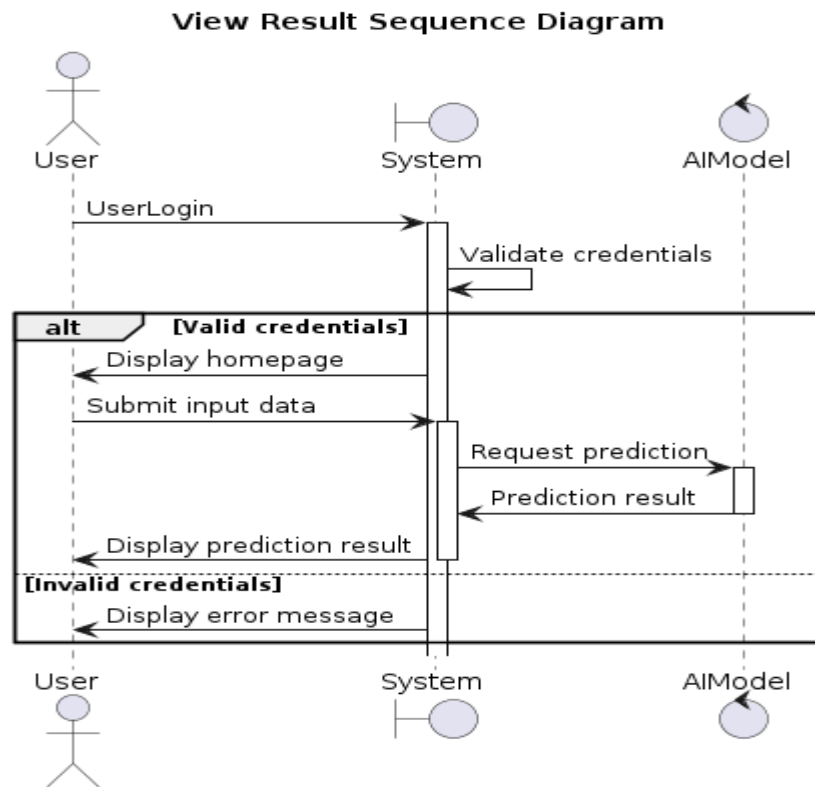 View Result Sequence Diagram
User System AIModel
UserLogin
Validate credentials
alt [Valid credentials]
Display homepage
Submit input data
Request prediction
Prediction result
Display prediction result
[Invalid credentials]
Display error message
User System AIModel